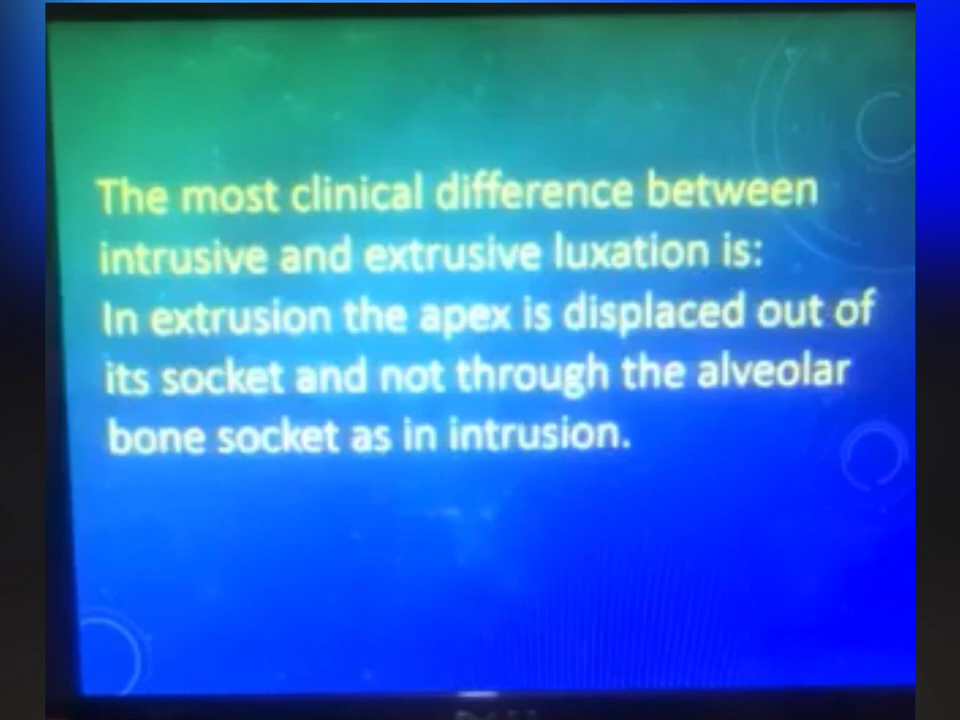 The most clinical difference between
intrusive and extrusive luxation is:
In extrusion the apex is displaced out of
its socket and not through the alveolar
bone socket as in intrusion.